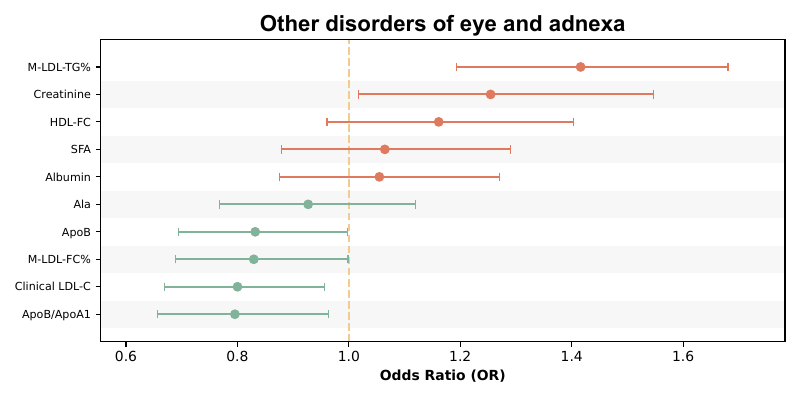 Other disorders of eye and adnexa
M-LDL-TG%
Creatinine
HDL-FC
SFA
Albumin
Ala
ApoB
M-LDL-FC%
Clinical LDL-C
ApoB/ApoA1
0.6 0.8 1.0 1.2 1.4 1.6
Odds Ratio (OR)